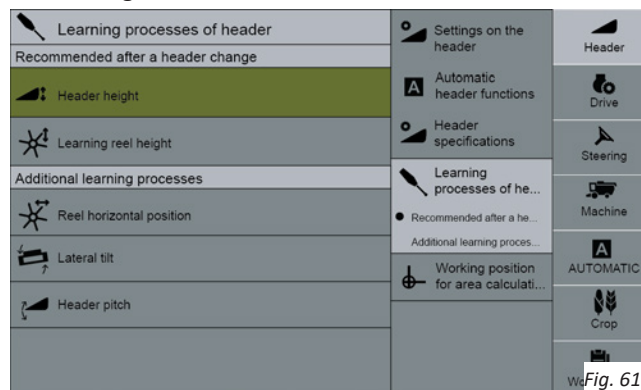 Learning processes of header
Recommended after a header change
Header height
Learning reel height
Additional learning processes
Reel horizontal position
Lateral tilt
Header pitch
Settings on the
header
A
Automatic
header functions
Header
specifications
Learning
processes of he...
Recommended after a he...
Additional learning proces...
Working position
for area calculati...
Header
Drive
Steering
Machine
A
AUTOMATIC
Crop
Fig. 61